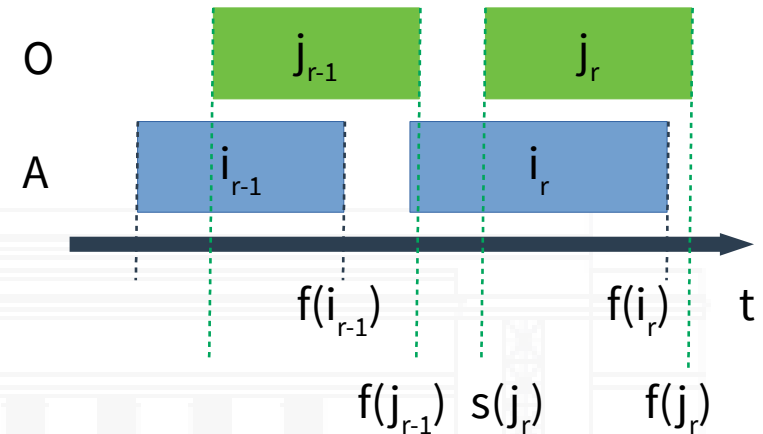 O j_{r-1} j_r
A i_{r-1} i_r
f(i_{r-1}) f(i_r) t
f(j_{r-1}) s(j_r) f(j_r)